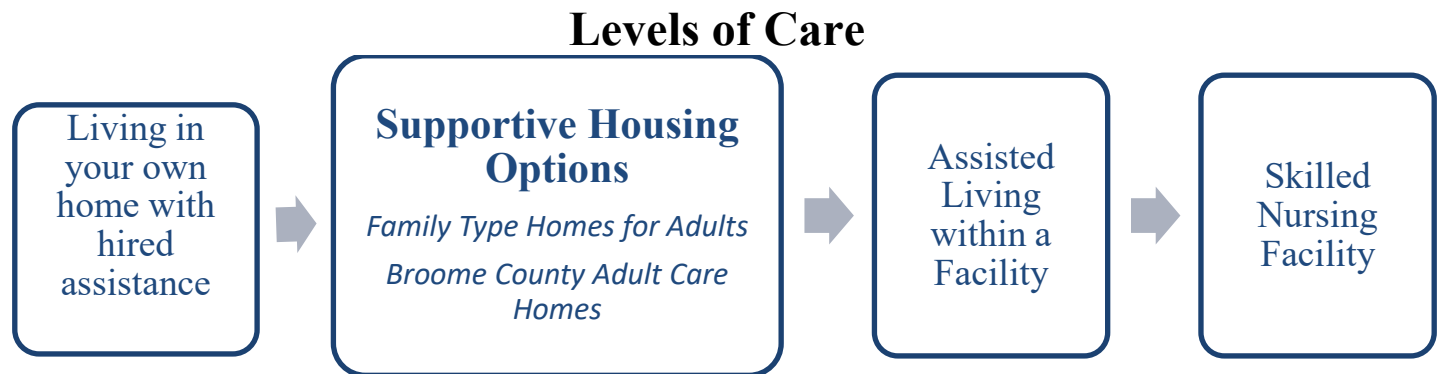 Levels of Care
Living in
your own
home with
hired
assistance
Supportive Housing
Options
Family Type Homes for Adults
Broome County Adult Care
Homes
Assisted
Living
within a
Facility
Skilled
Nursing
Facility